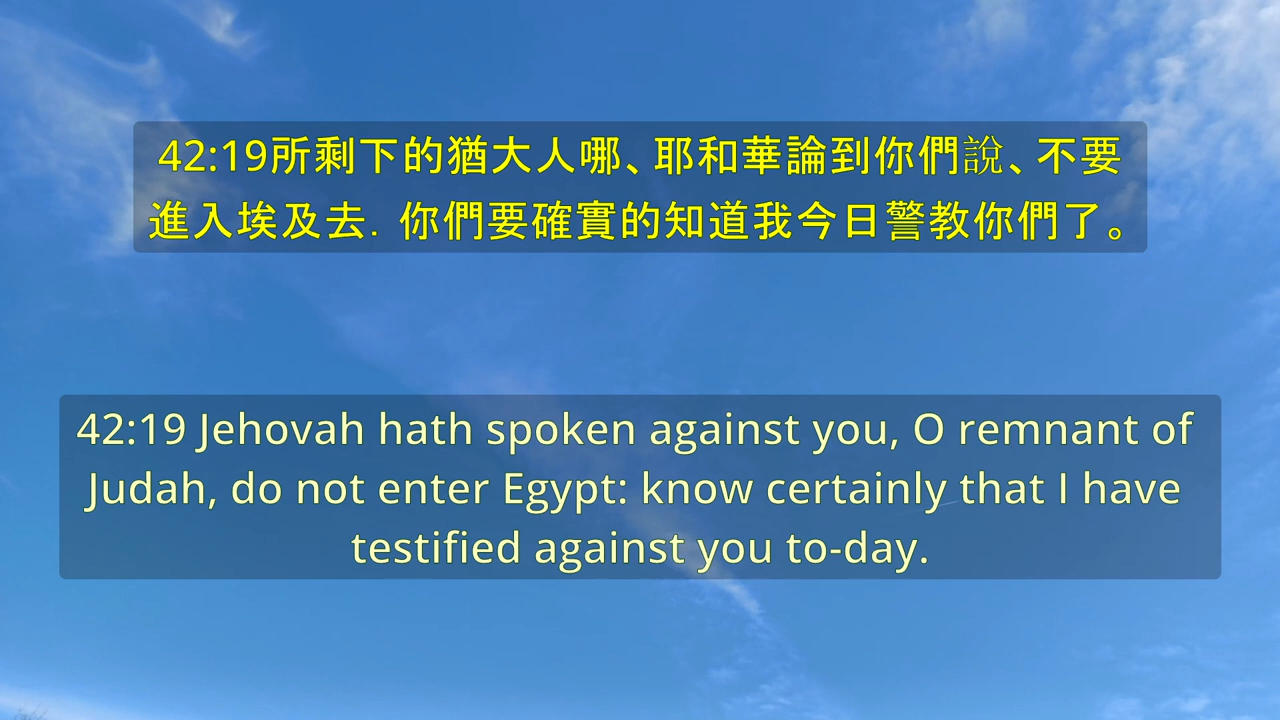 42:19所剩下的猶大人哪、耶和華論到你們說、不要
進入埃及去．你們要確實的知道我今日警教你們了。
42:19 Jehovah hath spoken against you, O remnant of
Judah, do not enter Egypt: know certainly that I have
testified against you to-day.